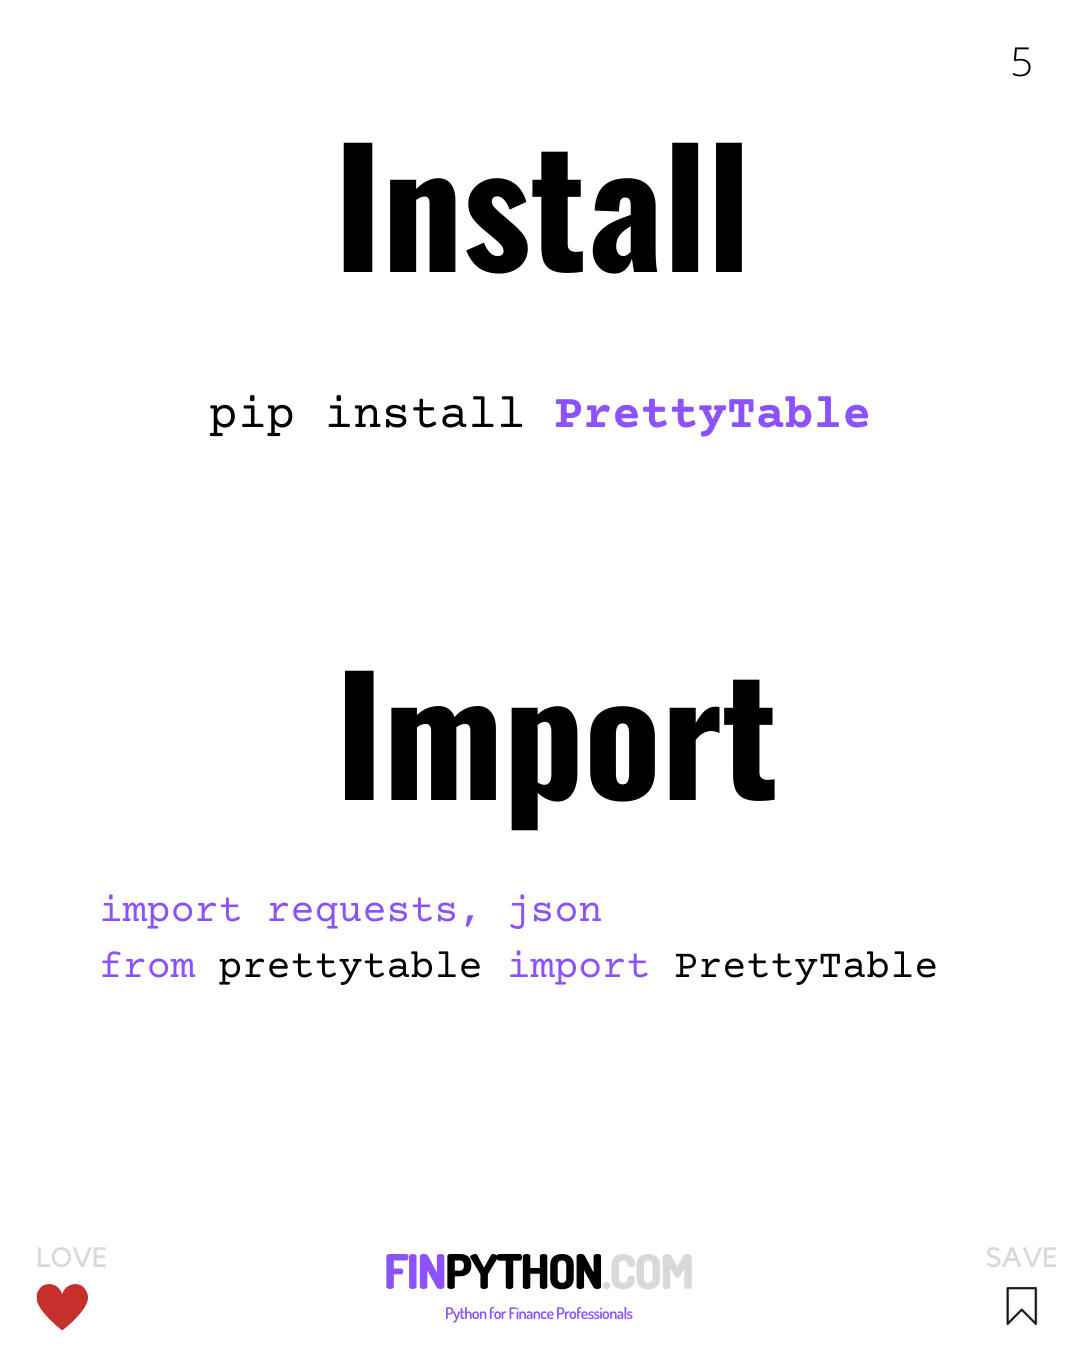 5
Install
pip install PrettyTable
Import
import requests, json
from prettytable import PrettyTable
LOVE
FINPYTHON.COM
Python for Finance Professionals
SAVE